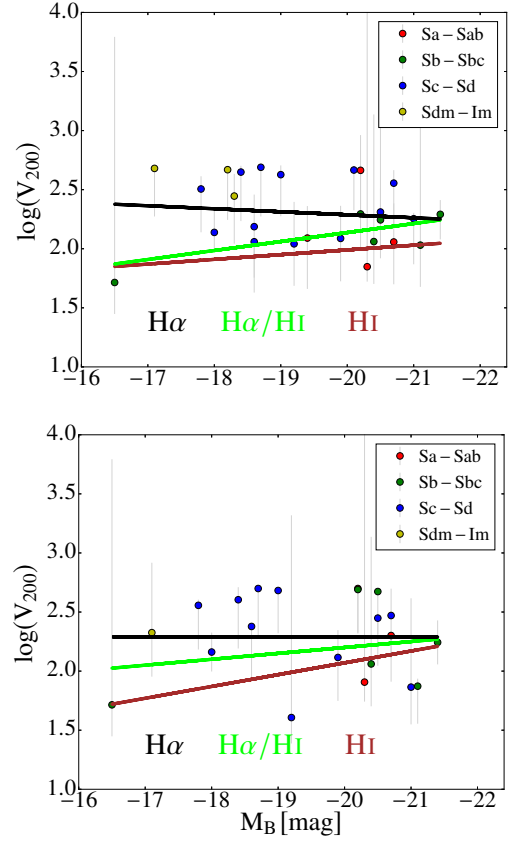 4.0
3.5
3.0
2.5
2.0
1.5
1.0
log(V200)
Sa−Sab
Sb−Sbc
Sc−Sd
Sdm−Im
Hα Hα/HI HI
−16 −17 −18 −19 −20 −21 −22
4.0
3.5
3.0
2.5
2.0
1.5
1.0
log(V200)
Sa−Sab
Sb−Sbc
Sc−Sd
Sdm−Im
Hα Hα/HI HI
−16 −17 −18 −19 −20 −21 −22
MB[mag]